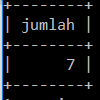 +--------+
| jumlah |
+--------+
|      7 |
+--------+